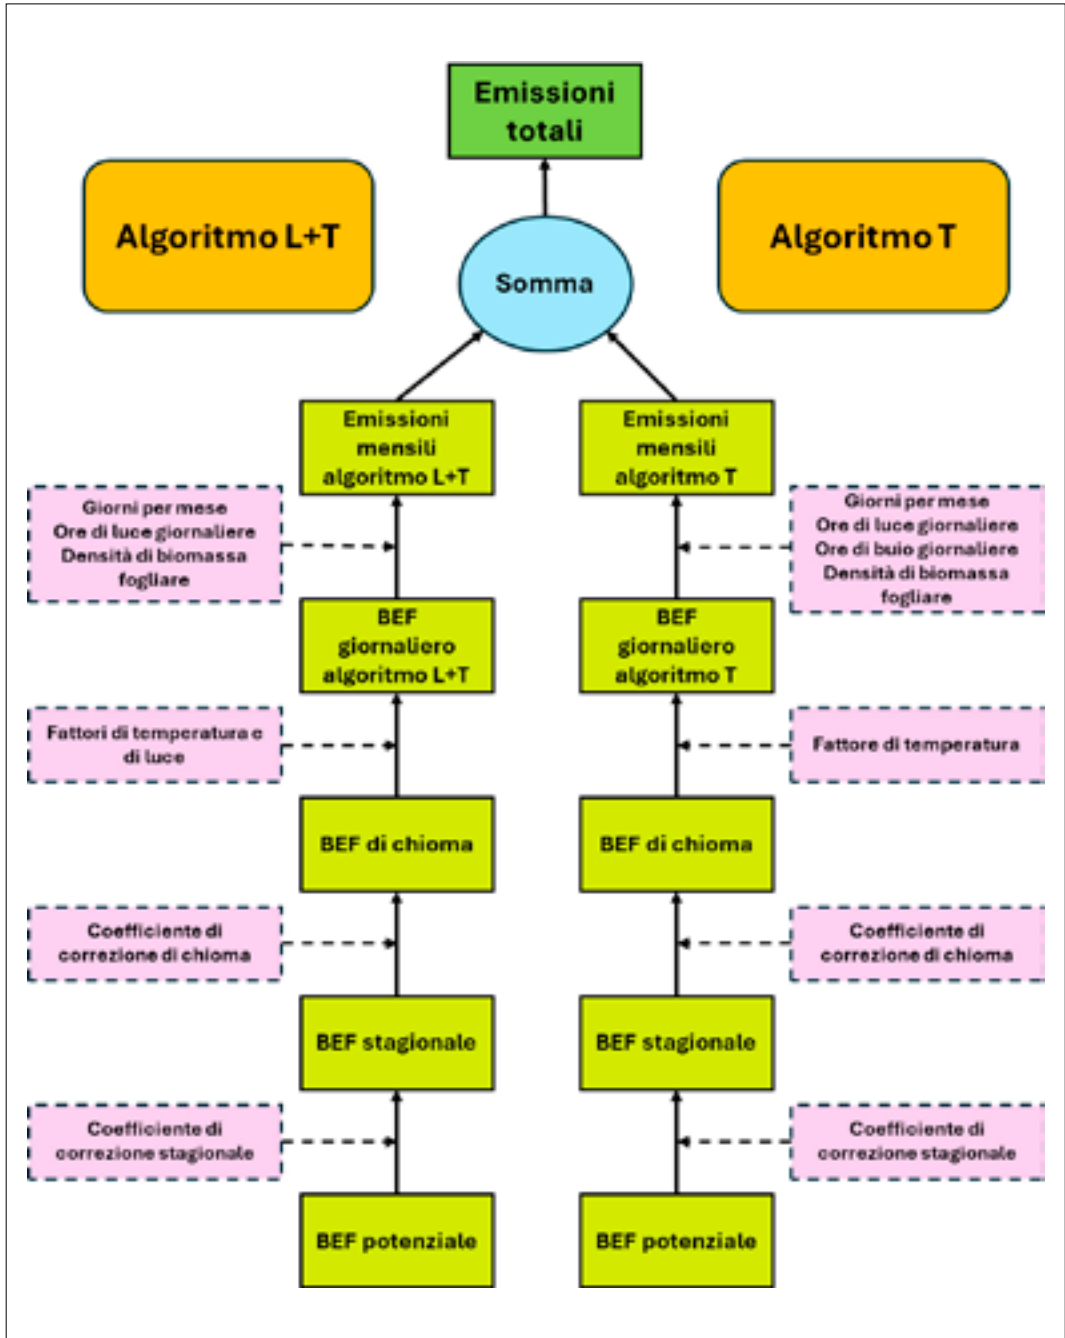 Emissioni
totali
Algoritmo L+T
Algoritmo T
Somma
Emissioni
mensili
algoritmo L+T
Emissioni
mensili
algoritmo T
Giorni per mese
Ore di luce giornaliere
Densità di biomassa
fogliare
Giorni per mese
Ore di luce giornaliere
Ore di buio giornaliere
Densità di biomassa
fogliare
BEF
giornaliero
algoritmo L+T
BEF
giornaliero
algoritmo T
Fattori di temperatura e
di luce
Fattore di temperatura
BEF di chioma
BEF di chioma
Coefficiente di
correzione di chioma
Coefficiente di
correzione di chioma
BEF stagionale
BEF stagionale
Coefficiente di
correzione stagionale
Coefficiente di
correzione stagionale
BEF potenziale
BEF potenziale